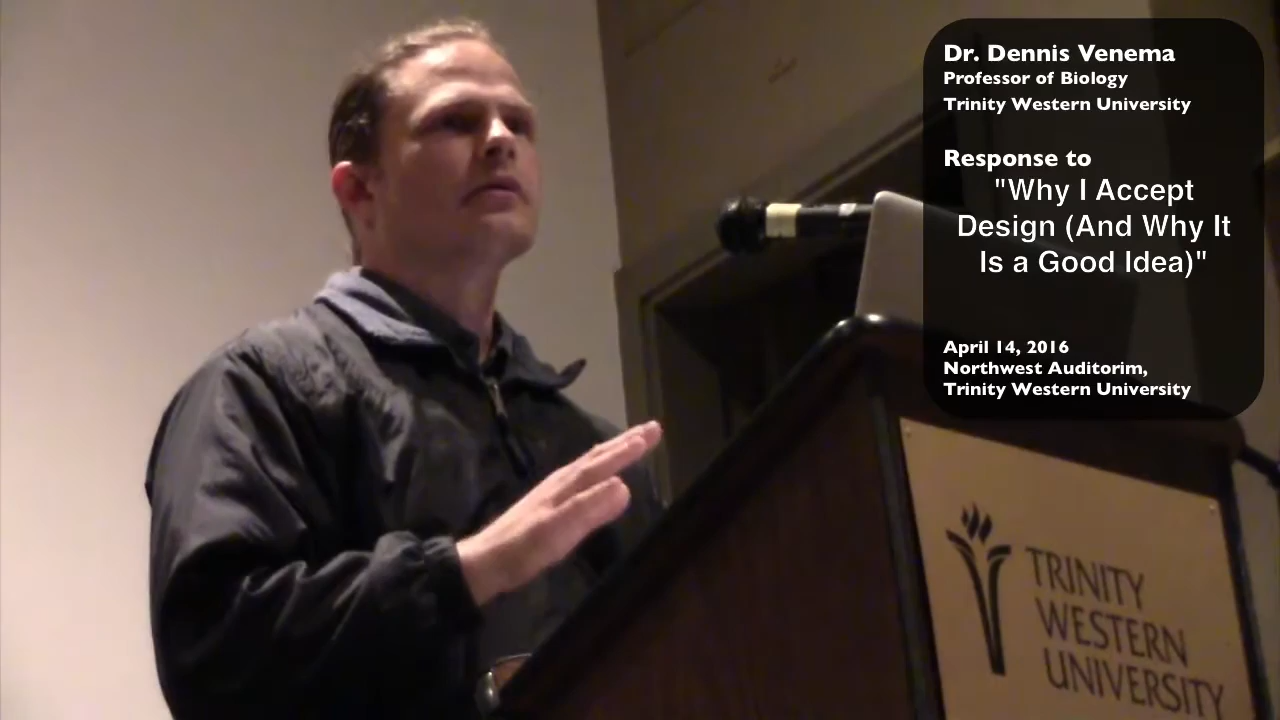 Dr. Dennis Venema
Professor of Biology
Trinity Western University
Response to
"Why I Accept
Design (And Why It
Is a Good Idea)"
April 14, 2016
Northwest Auditorim,
Trinity Western University
TRINITY
WESTERN
UNIVERSITY